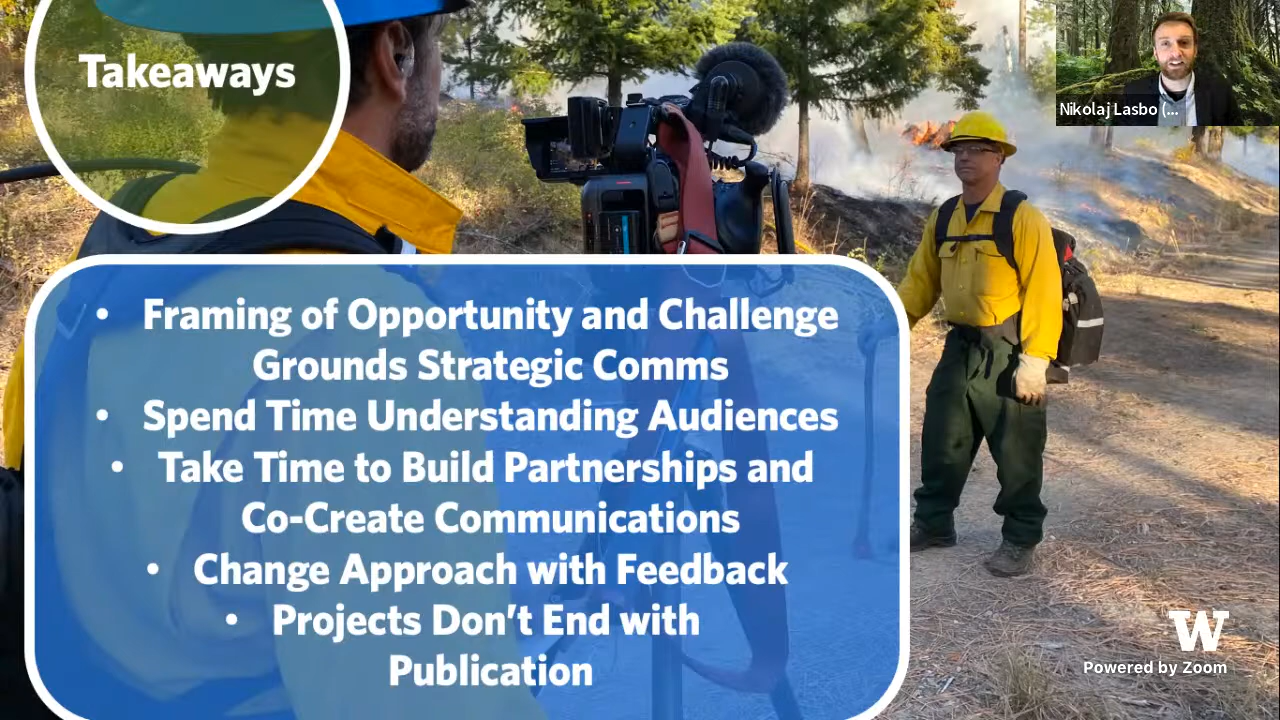 Takeaways
Nikolaj Lasbo (...
• Framing of Opportunity and Challenge
Grounds Strategic Comms
• Spend Time Understanding Audiences
• Take Time to Build Partnerships and
Co-Create Communications
• Change Approach with Feedback
• Projects Don’t End with
Publication
W
Powered by Zoom